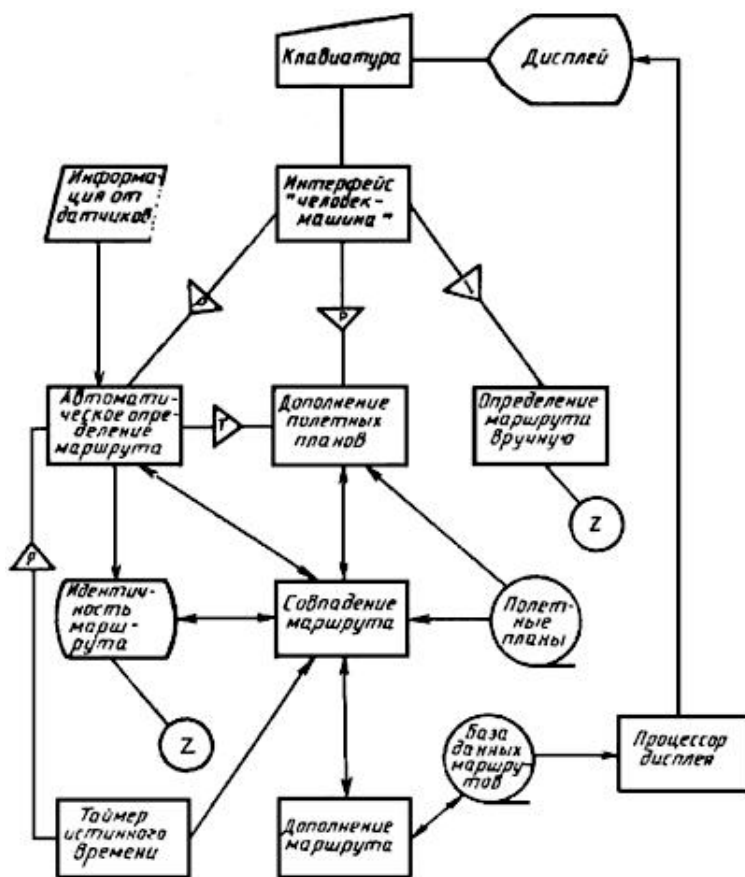 Клавиатура
Дисплей
Информа-
ция от
датчиков
Интерфейс
"человек-
машина"
Автомати-
ческое опре-
деление
маршрута
Дополнение
полетных
планов
Определение
маршрута
вручную
Z
Идентич-
ность
марш-
рута
Совпадение
маршрута
Полет-
ные
планы
Z
База
данных
маршру-
тов
Процессор
дисплея
Таймер
истинного
времени
Дополнение
маршрута